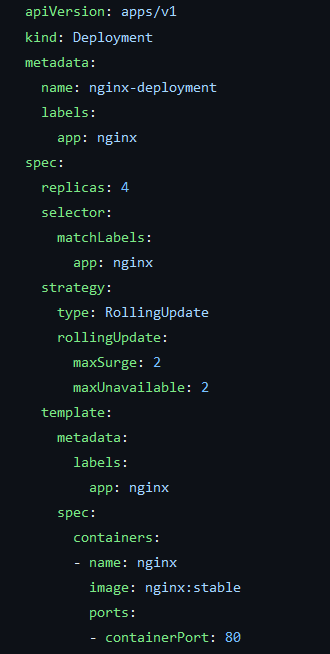 apiVersion: apps/v1
kind: Deployment
metadata:
  name: nginx-deployment
  labels:
    app: nginx
spec:
  replicas: 4
  selector:
    matchLabels:
      app: nginx
  strategy:
    type: RollingUpdate
    rollingUpdate:
      maxSurge: 2
      maxUnavailable: 2
  template:
    metadata:
      labels:
        app: nginx
    spec:
      containers:
      - name: nginx
        image: nginx:stable
        ports:
        - containerPort: 80